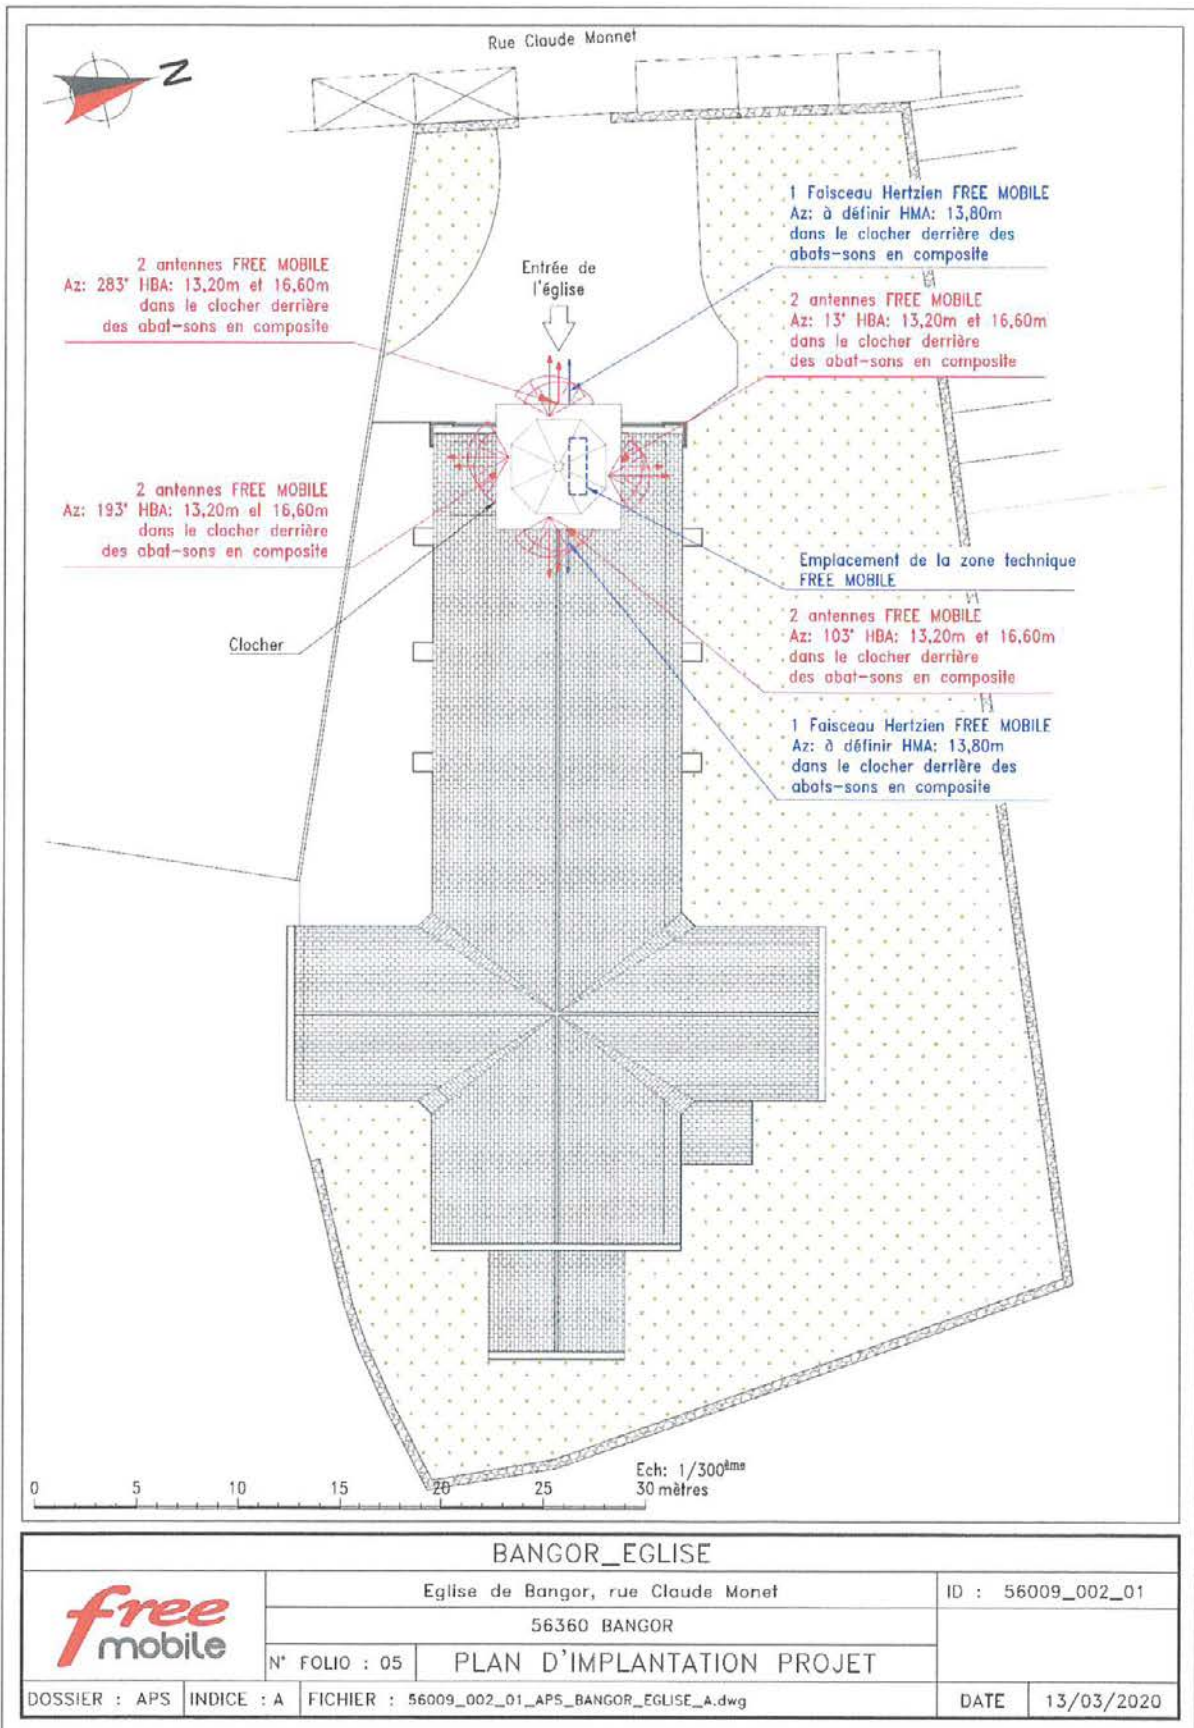 Rue Claude Monnet
N
1 Faisceau Hertzien FREE MOBILE
Az: à définir HMA: 13,80m
dans le clocher derrière des
abats-sons en composite
2 antennes FREE MOBILE
Az: 283° HBA: 13,20m et 16,60m
dans le clocher derrière
des abat-sons en composite
Entrée de
l'église
2 antennes FREE MOBILE
Az: 13° HBA: 13,20m et 16,60m
dans le clocher derrière
des abat-sons en composite
2 antennes FREE MOBILE
Az: 193° HBA: 13,20m et 16,60m
dans le clocher derrière
des abat-sons en composite
Emplacement de la zone technique
FREE MOBILE
Clocher
2 antennes FREE MOBILE
Az: 103° HBA: 13,20m et 16,60m
dans le clocher derrière
des abat-sons en composite
1 Faisceau Hertzien FREE MOBILE
Az: à définir HMA: 13,80m
dans le clocher derrière des
abats-sons en composite
Ech: 1/300ème
0 5 10 15 20 25 30 mètres
BANGOR_EGLISE
free
mobile
Eglise de Bangor, rue Claude Monet
ID : 56009_002_01
56360 BANGOR
N° FOLIO : 05
PLAN D'IMPLANTATION PROJET
DOSSIER : APS
INDICE : A
FICHIER : 56009_002_01_APS_BANGOR_EGLISE_A.dwg
DATE
13/03/2020